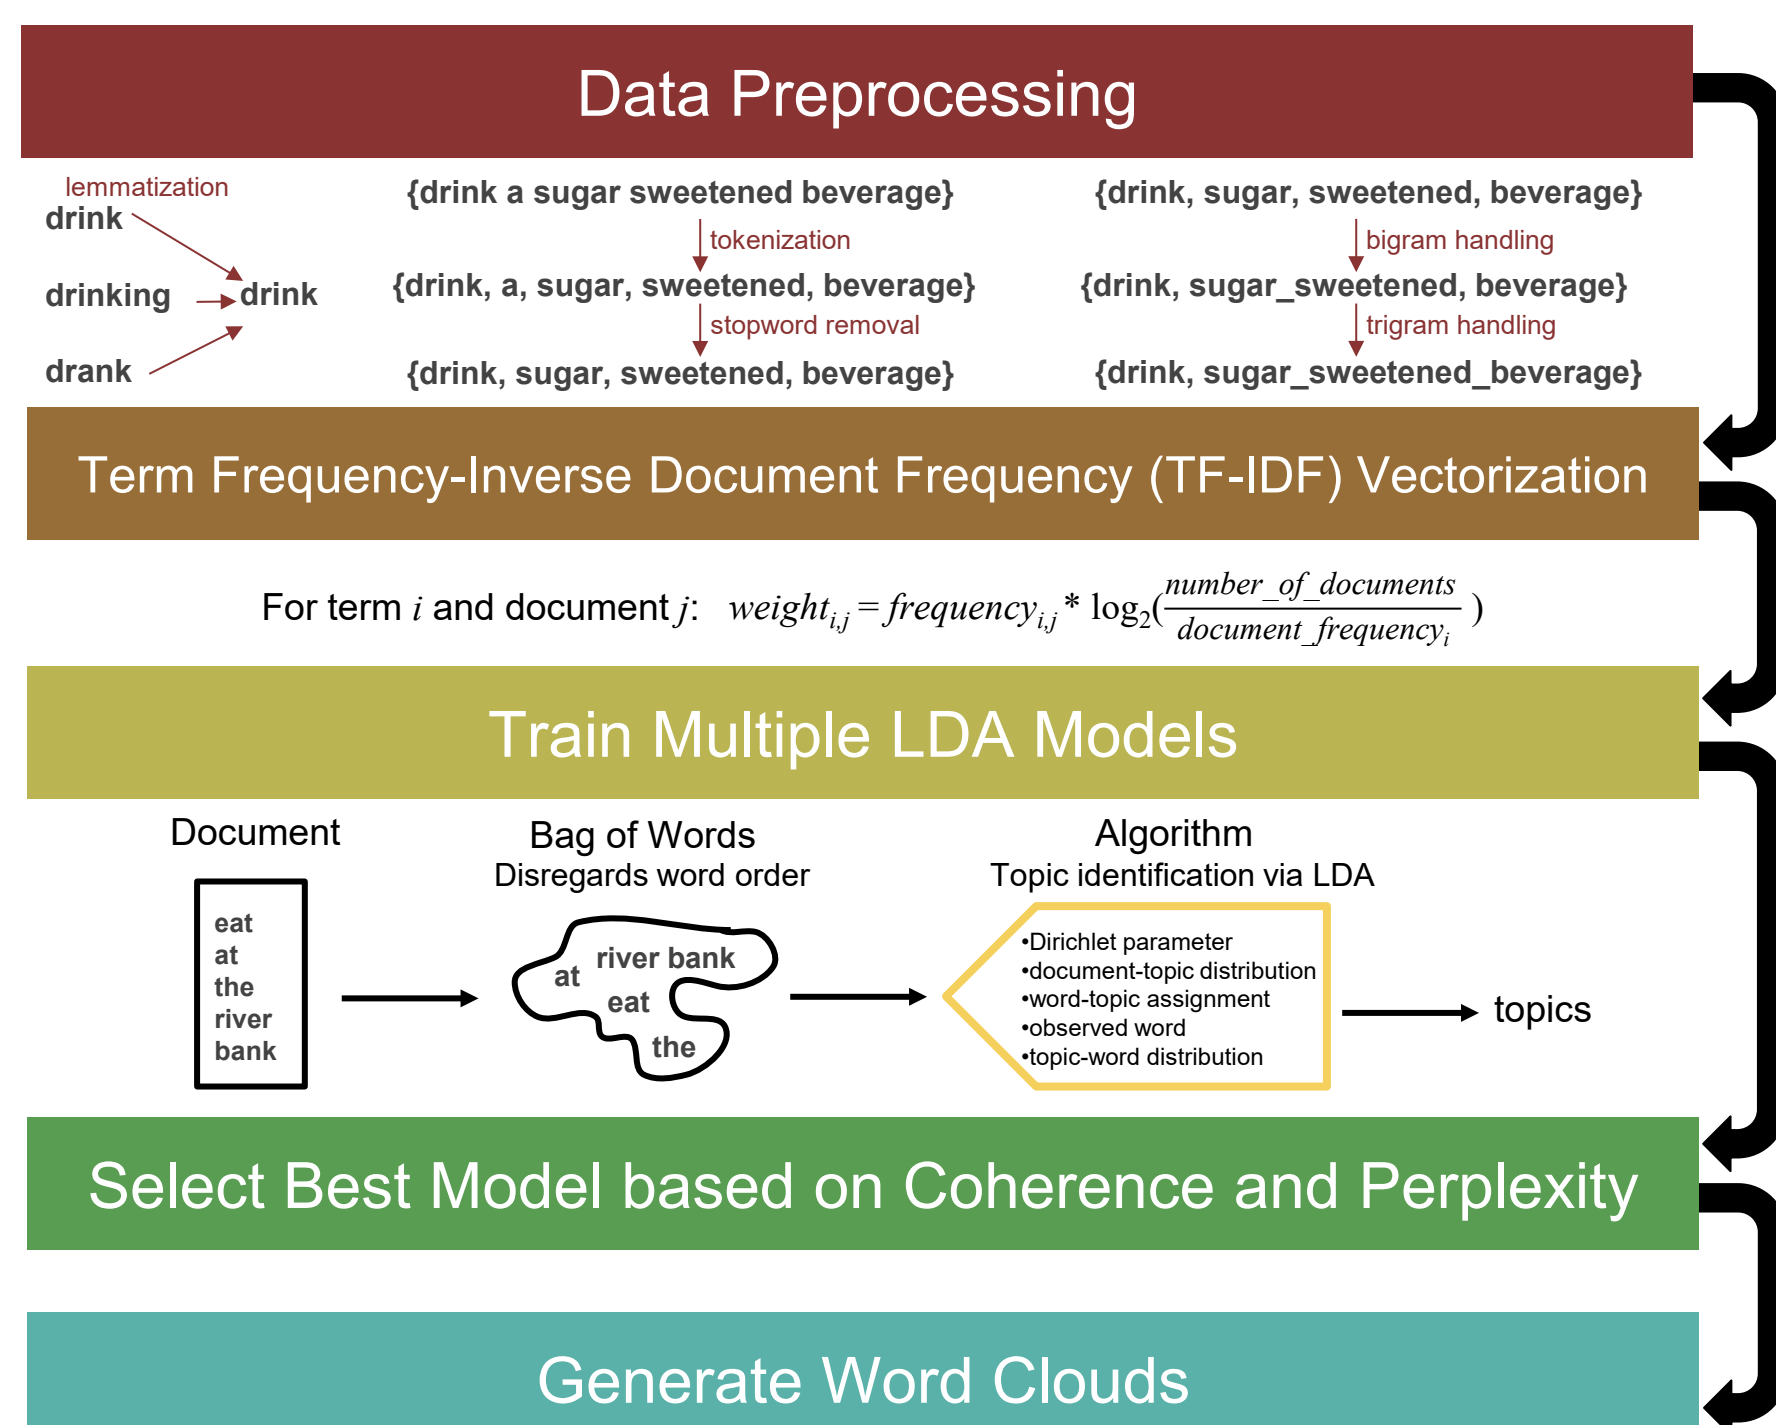 Data Preprocessing
lemmatization
drink
drinking
drank
drink
{drink a sugar sweetened beverage}
tokenization
{drink, a, sugar, sweetened, beverage}
stopword removal
{drink, sugar, sweetened, beverage}
{drink, sugar, sweetened, beverage}
bigram handling
{drink, sugar_sweetened, beverage}
trigram handling
{drink, sugar_sweetened_beverage}
Term Frequency-Inverse Document Frequency (TF-IDF) Vectorization
For term i and document j: weight_{i,j} = frequency_{i,j} * log_2(number_of_documents / document_frequency_i)
Train Multiple LDA Models
Document
eat
at
the
river
bank
Bag of Words
Disregards word order
at
river bank
eat
the
Algorithm
Topic identification via LDA
•Dirichlet parameter
•document-topic distribution
•word-topic assignment
•observed word
•topic-word distribution
topics
Select Best Model based on Coherence and Perplexity
Generate Word Clouds